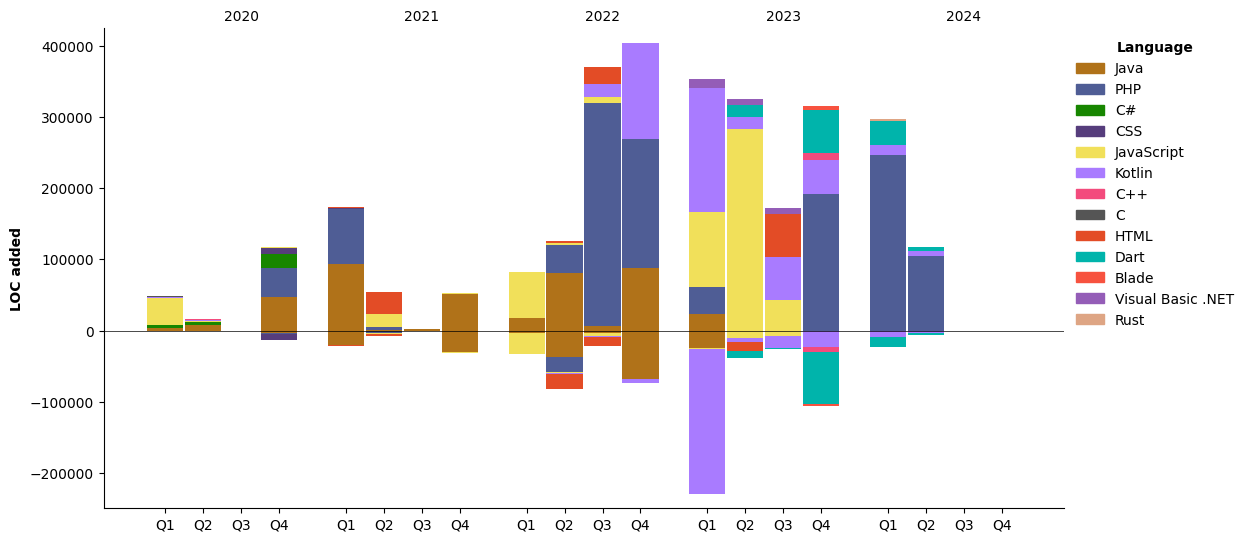 2020 2021 2022 2023 2024
LOC added
400000
300000
200000
100000
0
−100000
−200000
Q1 Q2 Q3 Q4 Q1 Q2 Q3 Q4 Q1 Q2 Q3 Q4 Q1 Q2 Q3 Q4 Q1 Q2 Q3 Q4
Language
Java
PHP
C#
CSS
JavaScript
Kotlin
C++
C
HTML
Dart
Blade
Visual Basic .NET
Rust